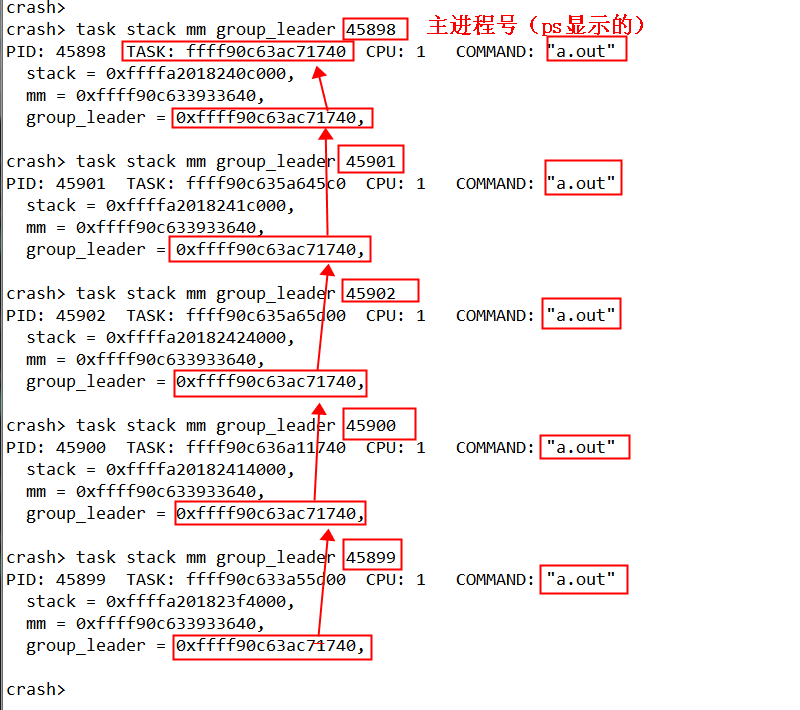 crash>
crash> task stack mm group_leader 45898 主进程号（ps显示的）
PID: 45898  TASK: ffff90c63ac71740  CPU: 1   COMMAND: "a.out"
  stack = 0xffffa2018240c000,
  mm = 0xffff90c633933640,
  group_leader = 0xffff90c63ac71740,
crash> task stack mm group_leader 45901
PID: 45901  TASK: ffff90c635a645c0  CPU: 1   COMMAND: "a.out"
  stack = 0xffffa2018241c000,
  mm = 0xffff90c633933640,
  group_leader = 0xffff90c63ac71740,
crash> task stack mm group_leader 45902
PID: 45902  TASK: ffff90c635a65d00  CPU: 1   COMMAND: "a.out"
  stack = 0xffffa20182424000,
  mm = 0xffff90c633933640,
  group_leader = 0xffff90c63ac71740,
crash> task stack mm group_leader 45900
PID: 45900  TASK: ffff90c636a11740  CPU: 1   COMMAND: "a.out"
  stack = 0xffffa20182414000,
  mm = 0xffff90c633933640,
  group_leader = 0xffff90c63ac71740,
crash> task stack mm group_leader 45899
PID: 45899  TASK: ffff90c633a55d00  CPU: 1   COMMAND: "a.out"
  stack = 0xffffa201823f4000,
  mm = 0xffff90c633933640,
  group_leader = 0xffff90c63ac71740,
crash>